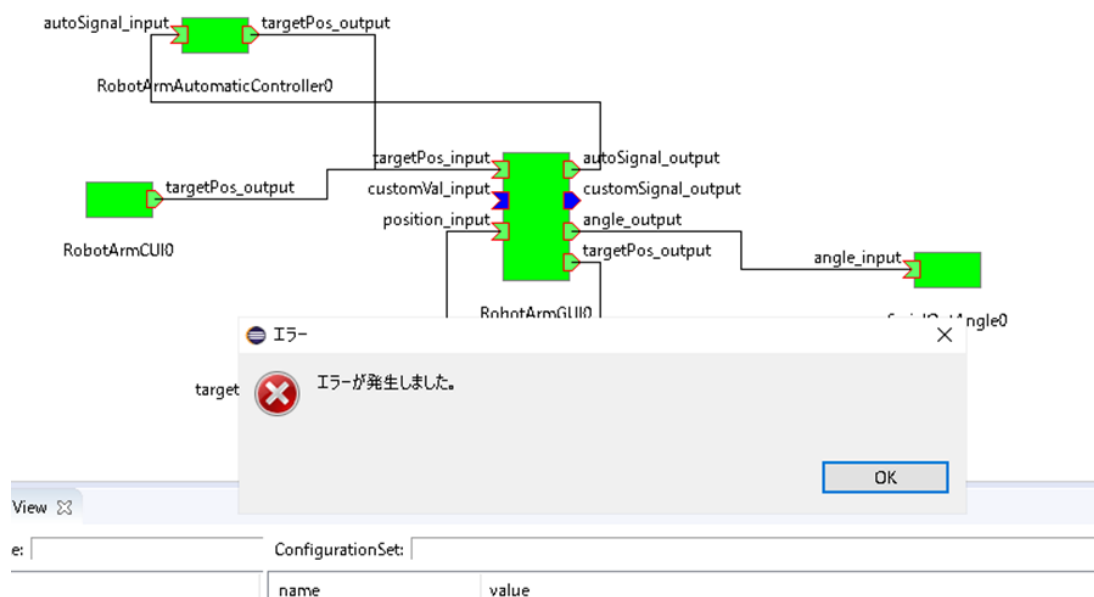 autoSignal_input
targetPos_output
RobotArmAutomaticController0
targetPos_input
autoSignal_output
customVal_input
customSignal_output
targetPos_output
position_input
angle_output
RobotArmCUI0
targetPos_output
angle_input
RobotArmGUI0
Angle0
エラー
エラーが発生しました。
target
OK
View
e:
ConfigurationSet:
name
value